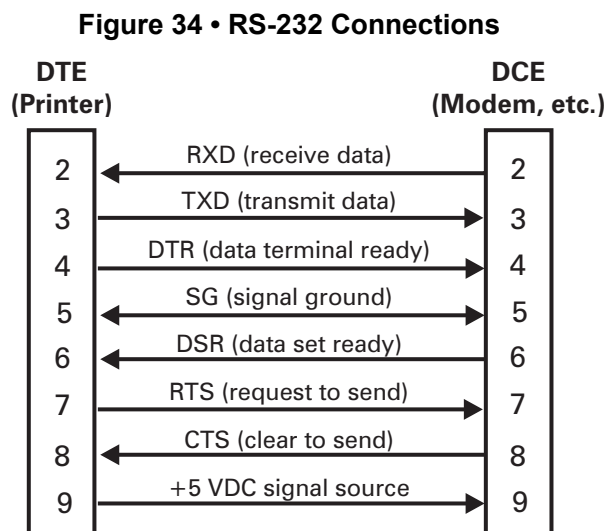 Figure 34 • RS-232 Connections
DTE
(Printer)
DCE
(Modem, etc.)
2 RXD (receive data) 2
3 TXD (transmit data) 3
4 DTR (data terminal ready) 4
5 SG (signal ground) 5
6 DSR (data set ready) 6
7 RTS (request to send) 7
8 CTS (clear to send) 8
9 +5 VDC signal source 9